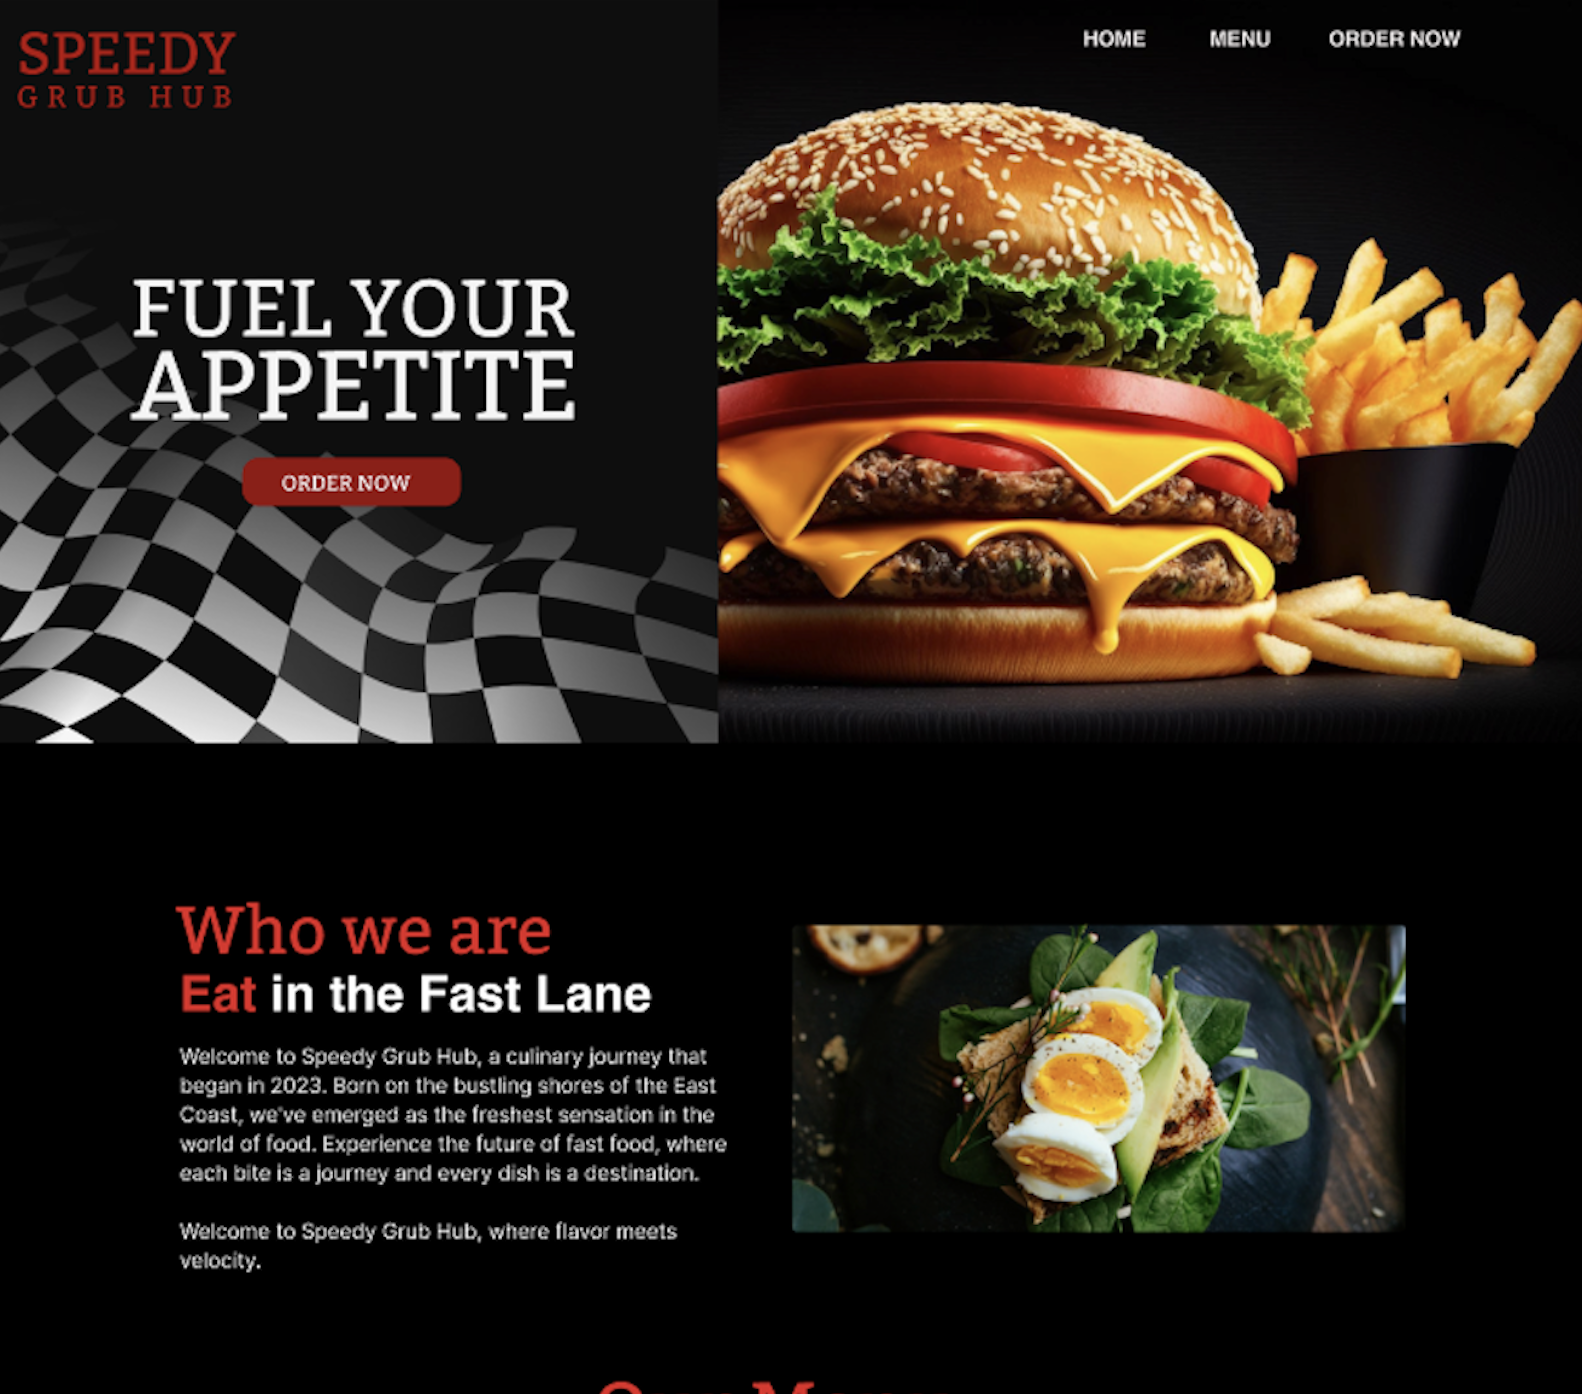 SPEEDY
GRUB HUB
HOME MENU ORDER NOW
FUEL YOUR
APPETITE
ORDER NOW
Who we are
Eat in the Fast Lane
Welcome to Speedy Grub Hub, a culinary journey that
began in 2023. Born on the bustling shores of the East
Coast, we've emerged as the freshest sensation in the
world of food. Experience the future of fast food, where
each bite is a journey and every dish is a destination.
Welcome to Speedy Grub Hub, where flavor meets
velocity.